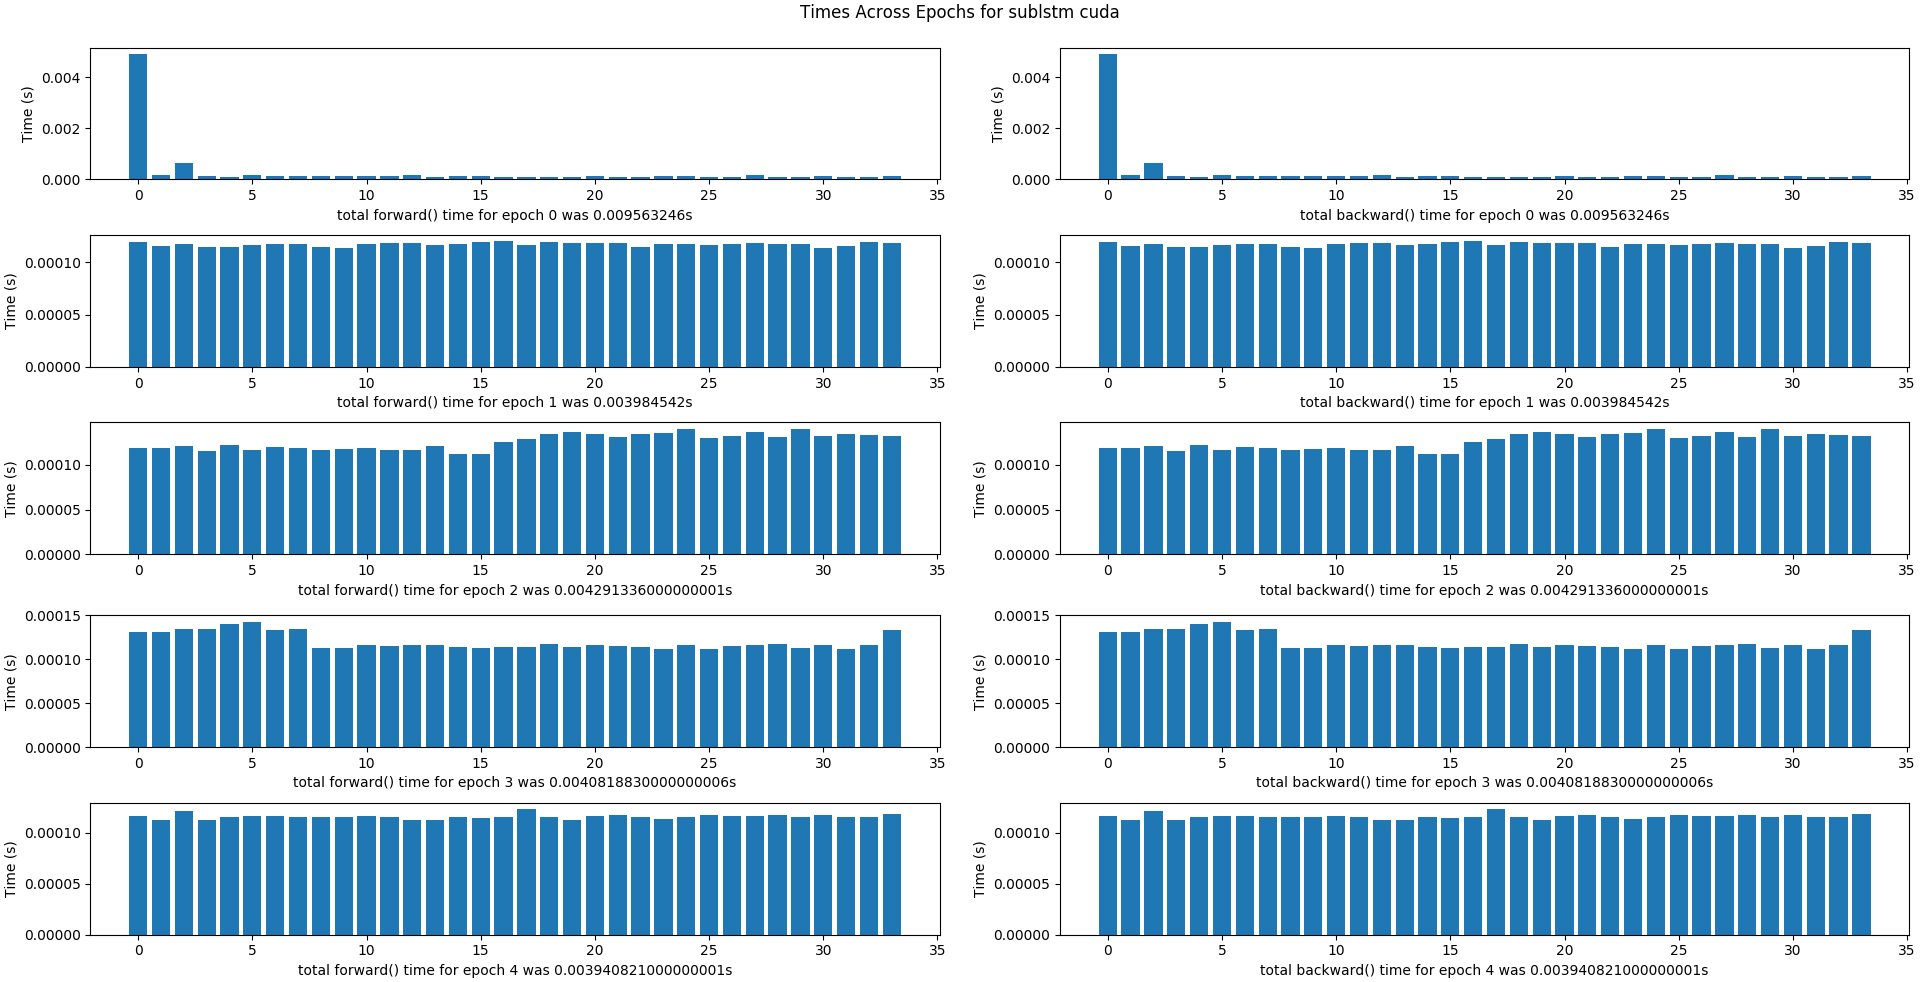 Times Across Epochs for sublstm cuda
Time (s)
0.004
0.002
0.000
0 5 10 15 20 25 30 35
total forward() time for epoch 0 was 0.009563246s
Time (s)
0.004
0.002
0.000
0 5 10 15 20 25 30 35
total backward() time for epoch 0 was 0.009563246s
Time (s)
0.00010
0.00005
0.00000
0 5 10 15 20 25 30 35
total forward() time for epoch 1 was 0.003984542s
Time (s)
0.00010
0.00005
0.00000
0 5 10 15 20 25 30 35
total backward() time for epoch 1 was 0.003984542s
Time (s)
0.00010
0.00005
0.00000
0 5 10 15 20 25 30 35
total forward() time for epoch 2 was 0.004291336000000001s
Time (s)
0.00010
0.00005
0.00000
0 5 10 15 20 25 30 35
total backward() time for epoch 2 was 0.004291336000000001s
Time (s)
0.00015
0.00010
0.00005
0.00000
0 5 10 15 20 25 30 35
total forward() time for epoch 3 was 0.0040818830000000006s
Time (s)
0.00015
0.00010
0.00005
0.00000
0 5 10 15 20 25 30 35
total backward() time for epoch 3 was 0.0040818830000000006s
Time (s)
0.00010
0.00005
0.00000
0 5 10 15 20 25 30 35
total forward() time for epoch 4 was 0.003940821000000001s
Time (s)
0.00010
0.00005
0.00000
0 5 10 15 20 25 30 35
total backward() time for epoch 4 was 0.003940821000000001s